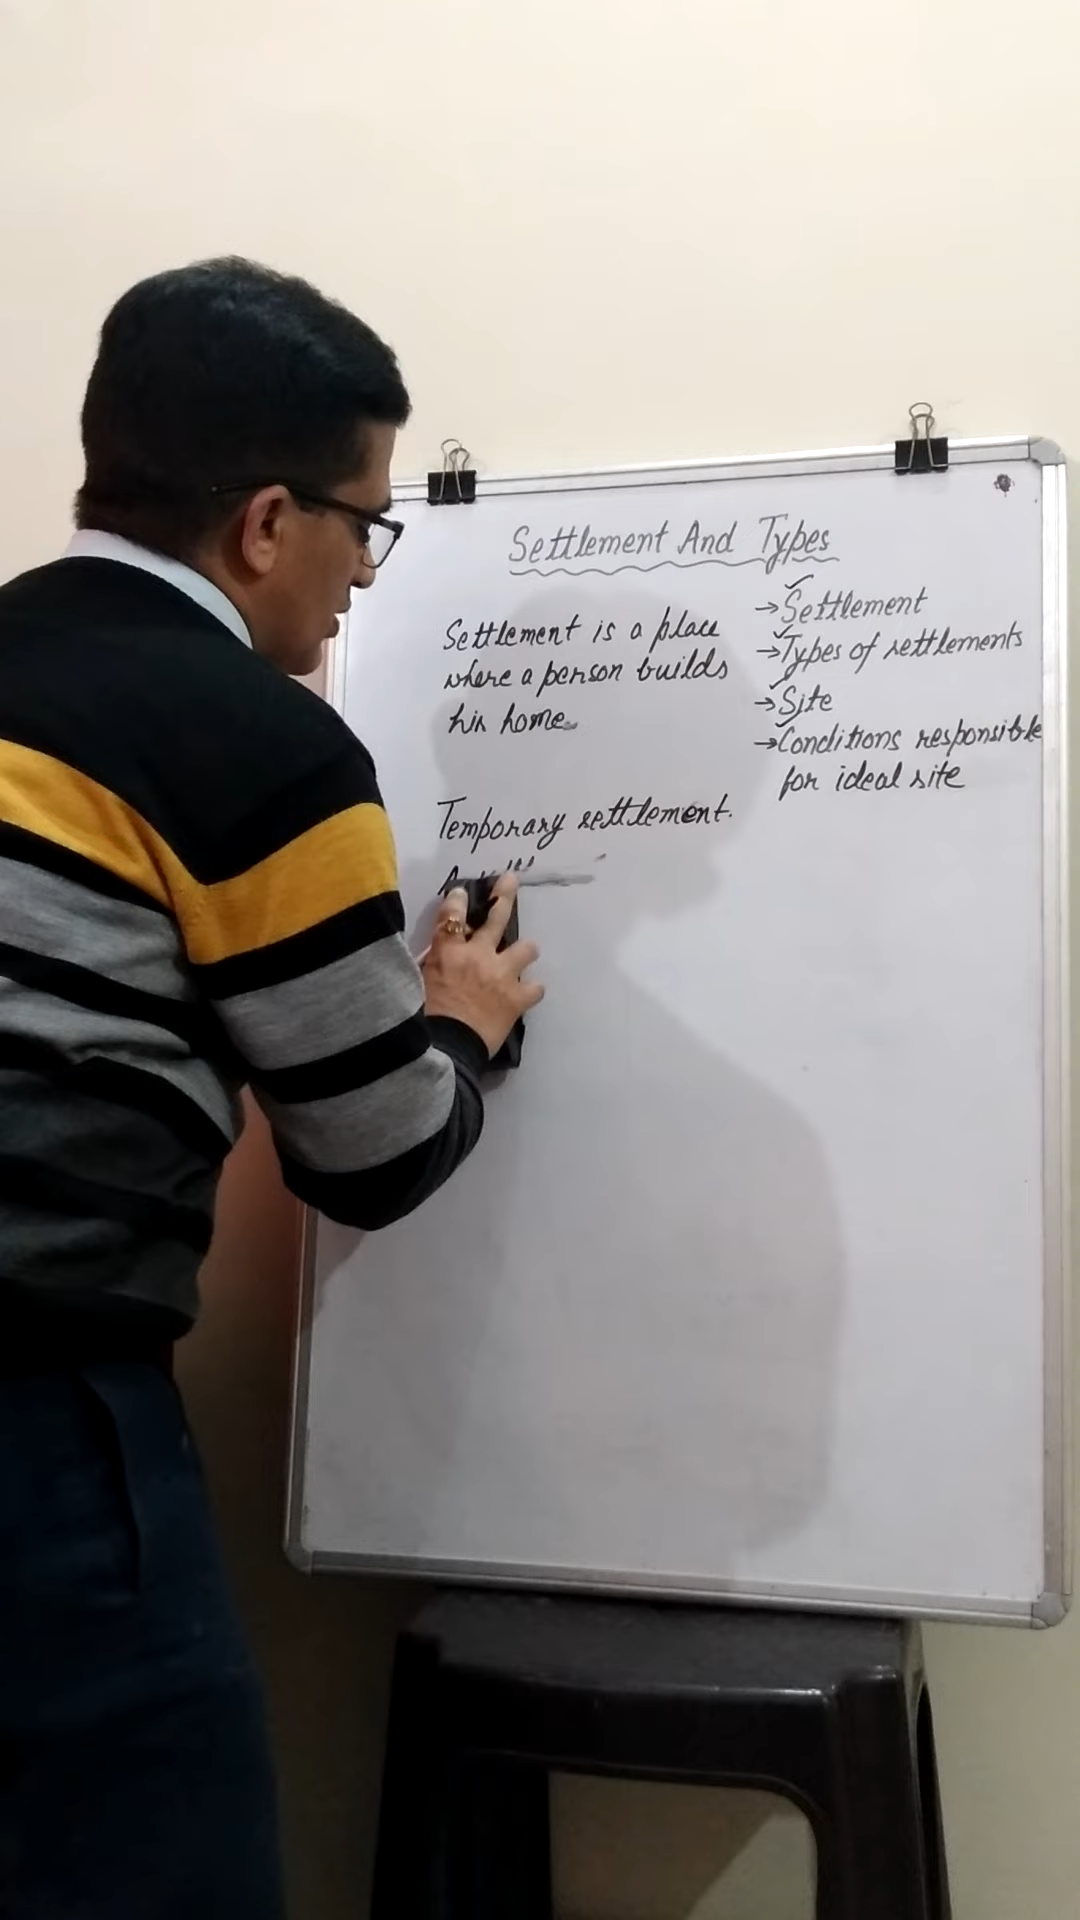 Settlement And Types
Settlement is a place
where a person builds
his home.
Temporary settlement.
→Settlement
→Types of settlements
→Site
→Conditions responsible
for ideal site